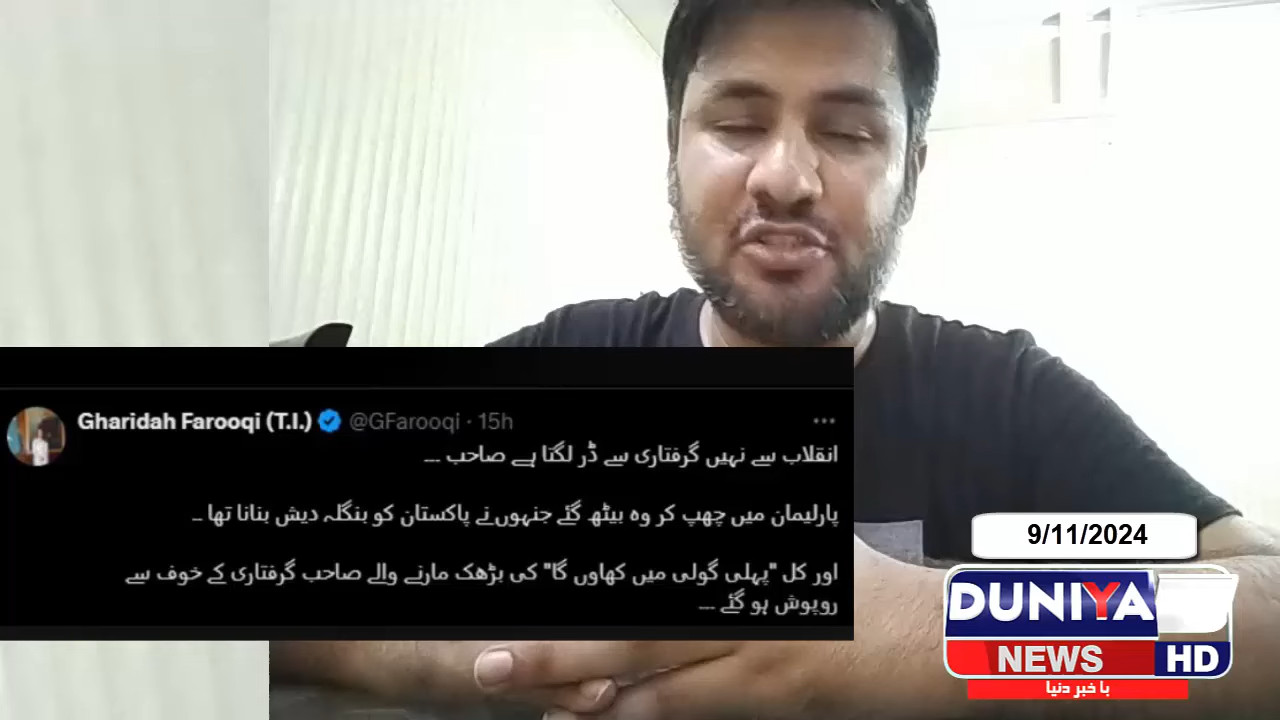 Gharidah Farooqi (T.I.) @GFarooqi · 15h
انقلاب سے نہیں گرفتاری سے ڈر لگتا ہے صاحب ...
پارلیمان میں چھپ کر وہ بیٹھ گئے جنہوں نے پاکستان کو بنگلہ دیش بنانا تھا ..
اور کل "پہلی گولی میں کھاوں گا" کی بڑھک مارنے والے صاحب گرفتاری کے خوف سے
روپوش ہو گئے ...
9/11/2024
DUNIYA
NEWS HD
با خبر دنیا